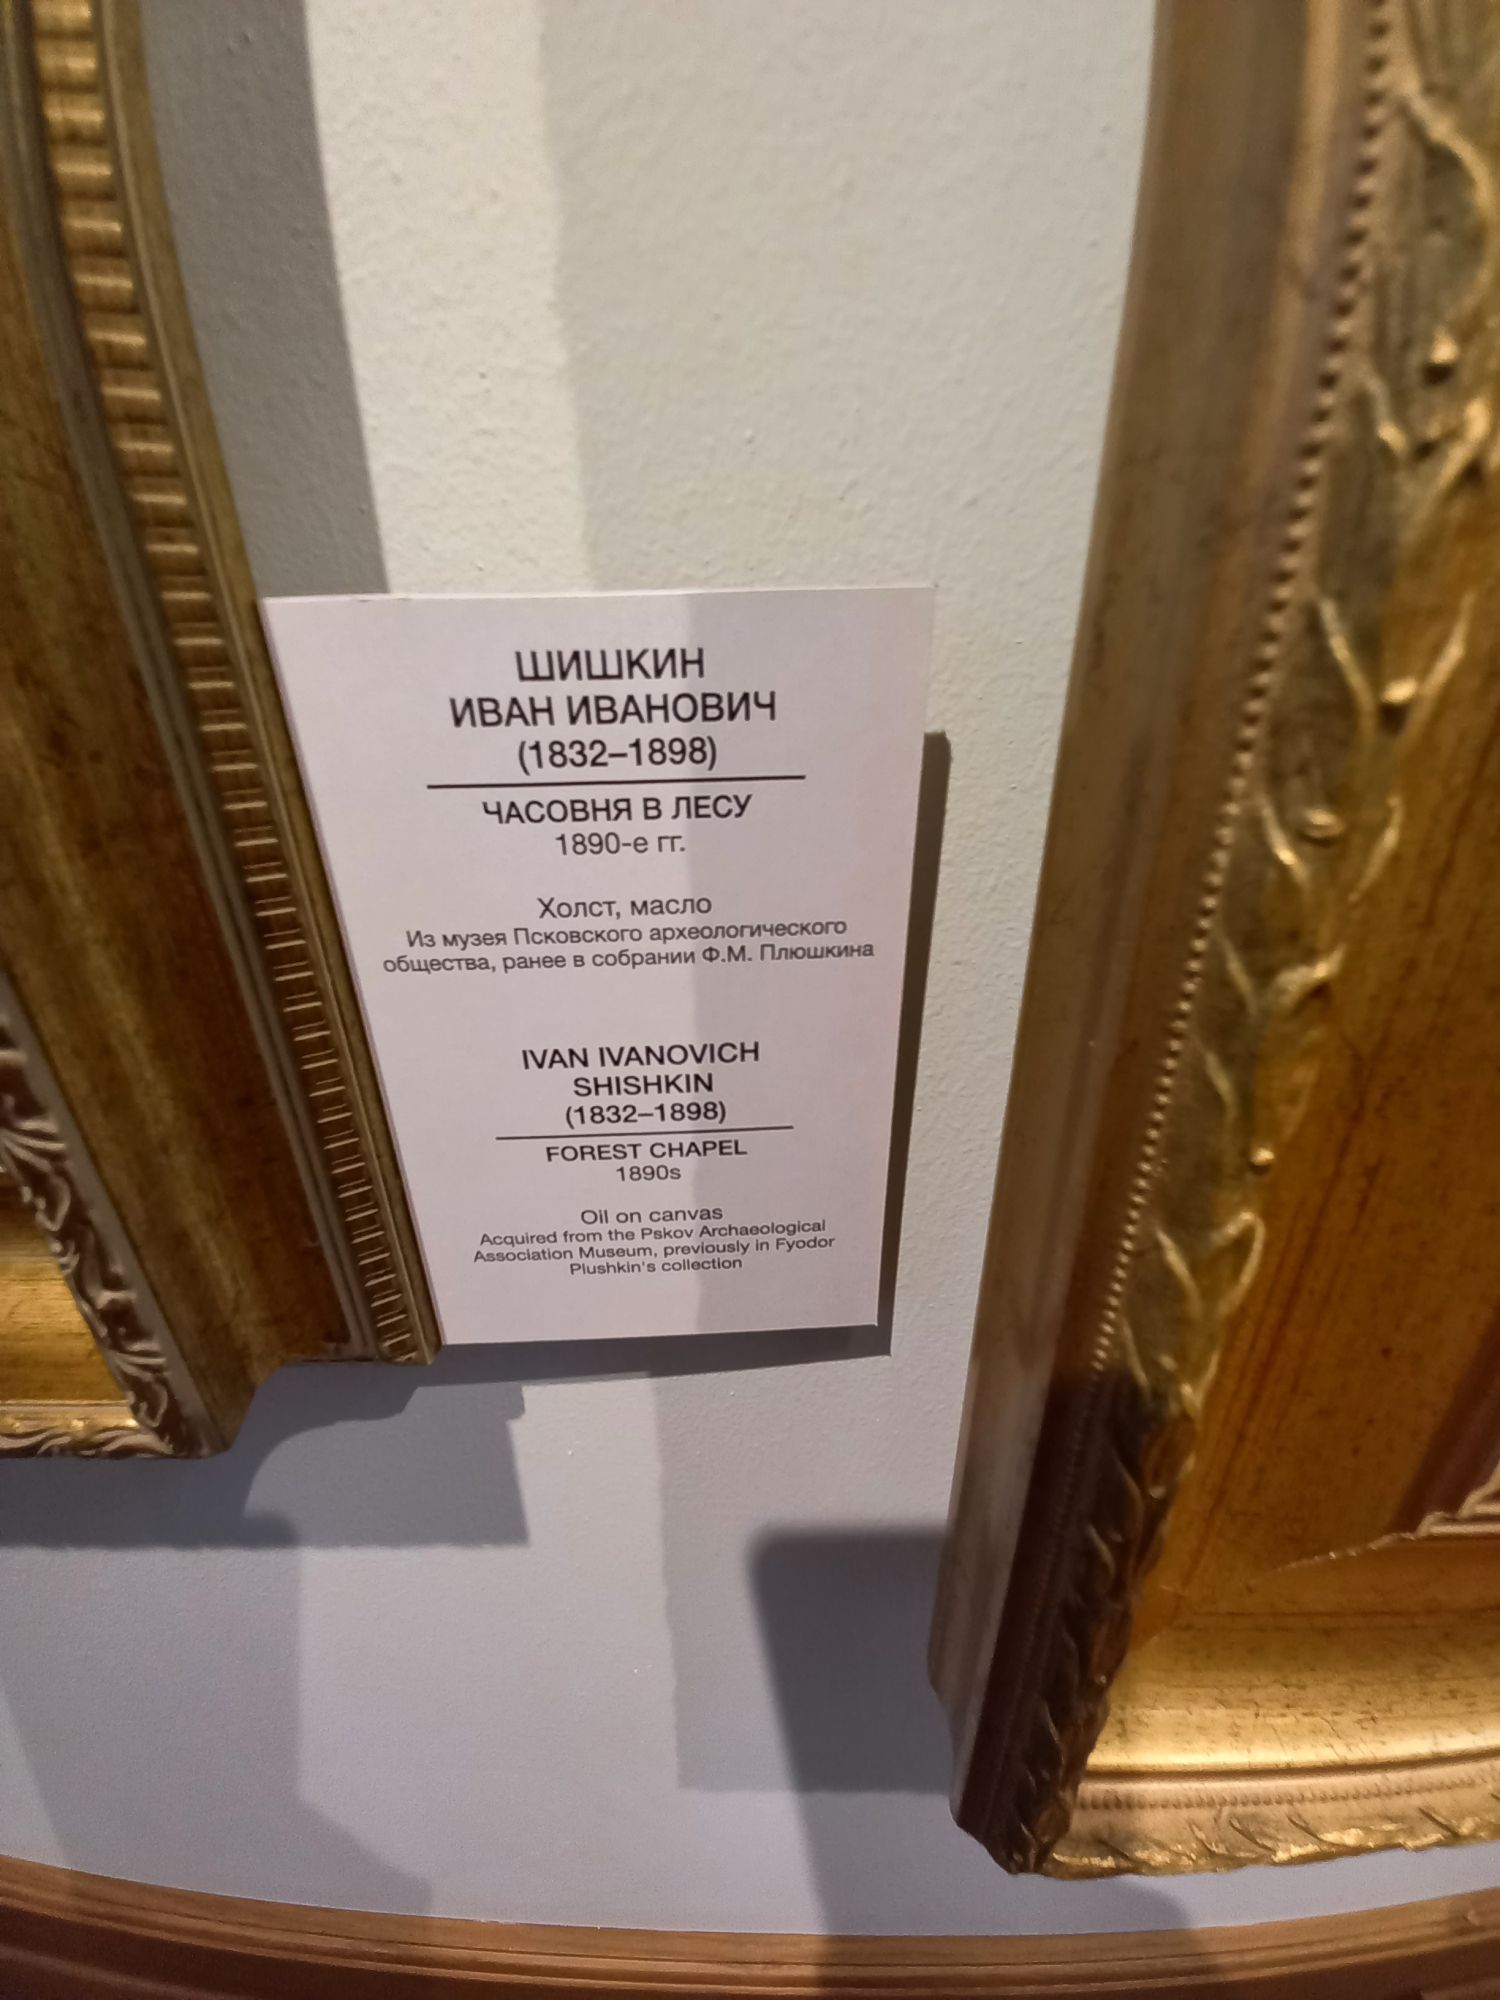 ШИШКИН
ИВАН ИВАНОВИЧ
(1832–1898)
ЧАСОВНЯ В ЛЕСУ
1890-е гг.
Холст, масло
Из музея Псковского археологического
общества, ранее в собрании Ф.М. Плюшкина
IVAN IVANOVICH
SHISHKIN
(1832–1898)
FOREST CHAPEL
1890s
Oil on canvas
Acquired from the Pskov Archaeological
Association Museum, previously in Fyodor
Plushkin's collection